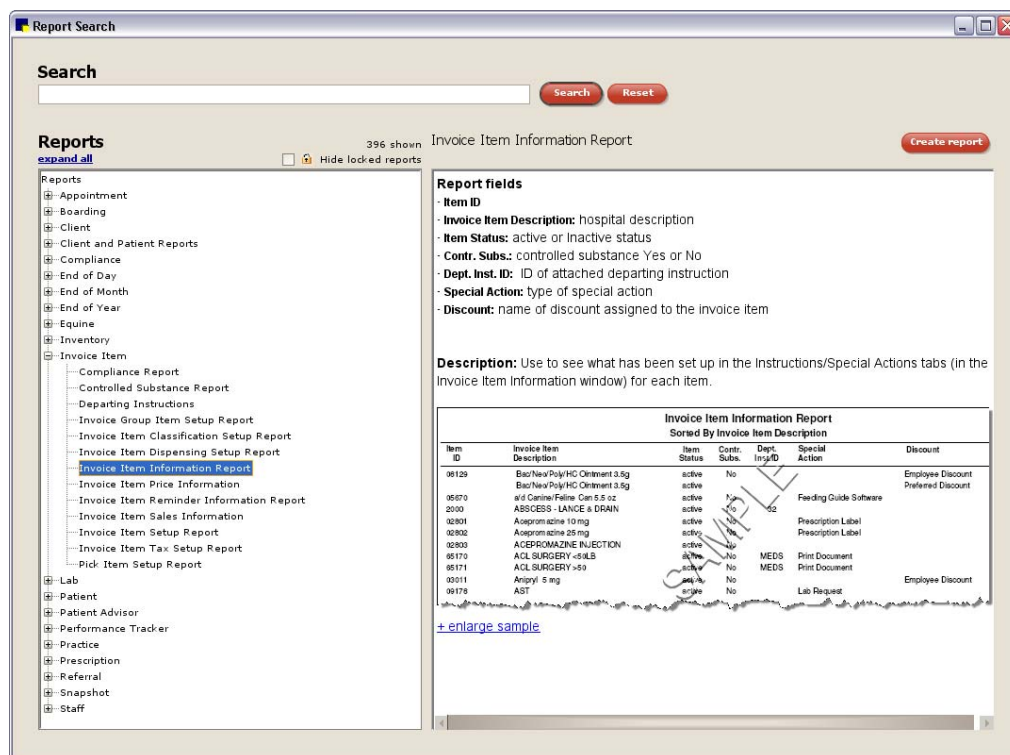 Report Search
Search
Search Reset
Reports
396 shown
expand all
Hide locked reports
Invoice Item Information Report
Create report
Reports
Appointment
Boarding
Client
Client and Patient Reports
Compliance
End of Day
End of Month
End of Year
Equine
Inventory
Invoice Item
Compliance Report
Controlled Substance Report
Departing Instructions
Invoice Group Item Setup Report
Invoice Item Classification Setup Report
Invoice Item Dispensing Setup Report
Invoice Item Information Report
Invoice Item Price Information
Invoice Item Reminder Information Report
Invoice Item Sales Information
Invoice Item Setup Report
Invoice Item Tax Setup Report
Pick Item Setup Report
Lab
Patient
Patient Advisor
Performance Tracker
Practice
Prescription
Referral
Snapshot
Staff
Report fields
- Item ID
- Invoice Item Description: hospital description
- Item Status: active or Inactive status
- Contr. Subs.: controlled substance Yes or No
- Dept. Inst. ID: ID of attached departing instruction
- Special Action: type of special action
- Discount: name of discount assigned to the invoice item
Description: Use to see what has been set up in the Instructions/Special Actions tabs (in the
Invoice Item Information window) for each item.
Invoice Item Information Report
Sorted By Invoice Item Description
Item Invoice Item Item Contr. Dept. Special Discount
ID Description Status Subs. Inst/ID Action
08129 Bac/Neo/Poly/HC Ointment 3.5g active No Employee Discount
Bac/Neo/Poly/HC Ointment 3.5g active Preferred Discount
05670 a/d Canine/Feline Can 5.5 oz active No Feeding Guide Software
2000 ABSCESS - LANCE & DRAIN active No 32
02801 Acepromazine 10 mg active No Prescription Label
02802 Acepromazine 25 mg active No Prescription Label
02803 ACEPROMAZINE INJECTION active No
65170 ACL SURGERY <50LB active No MEDS Print Document
65171 ACL SURGERY >50 active No MEDS Print Document
03011 Anipryl 5 mg active No Employee Discount
09178 AST active No Lab Request
SAMPLE
+ enlarge sample